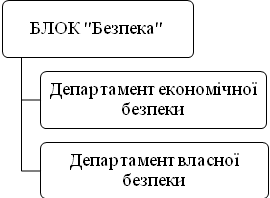 БЛОК "Безпека"
Департамент економічної
безпеки
Департамент власної
безпеки